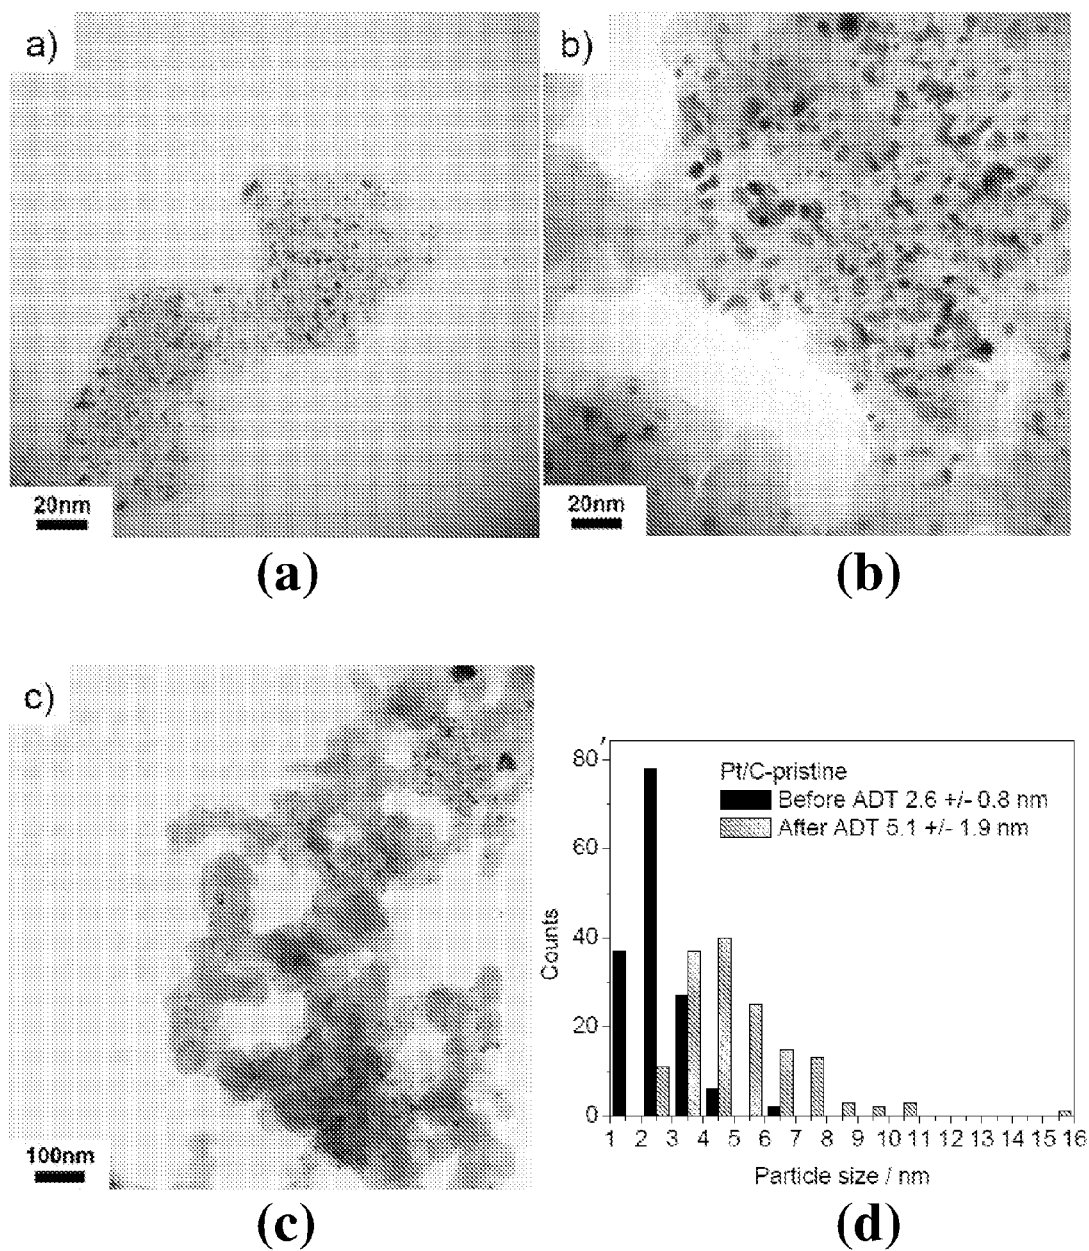 a)
b)
20nm
20nm
(a)
(b)
c)
100nm
(c)
Pt/C-pristine
Before ADT 2.6 +/- 0.8 nm
After ADT 5.1 +/- 1.9 nm
80
60
40
20
0
Counts
1 2 3 4 5 6 7 8 9 10 11 12 13 14 15 16
Particle size / nm
(d)